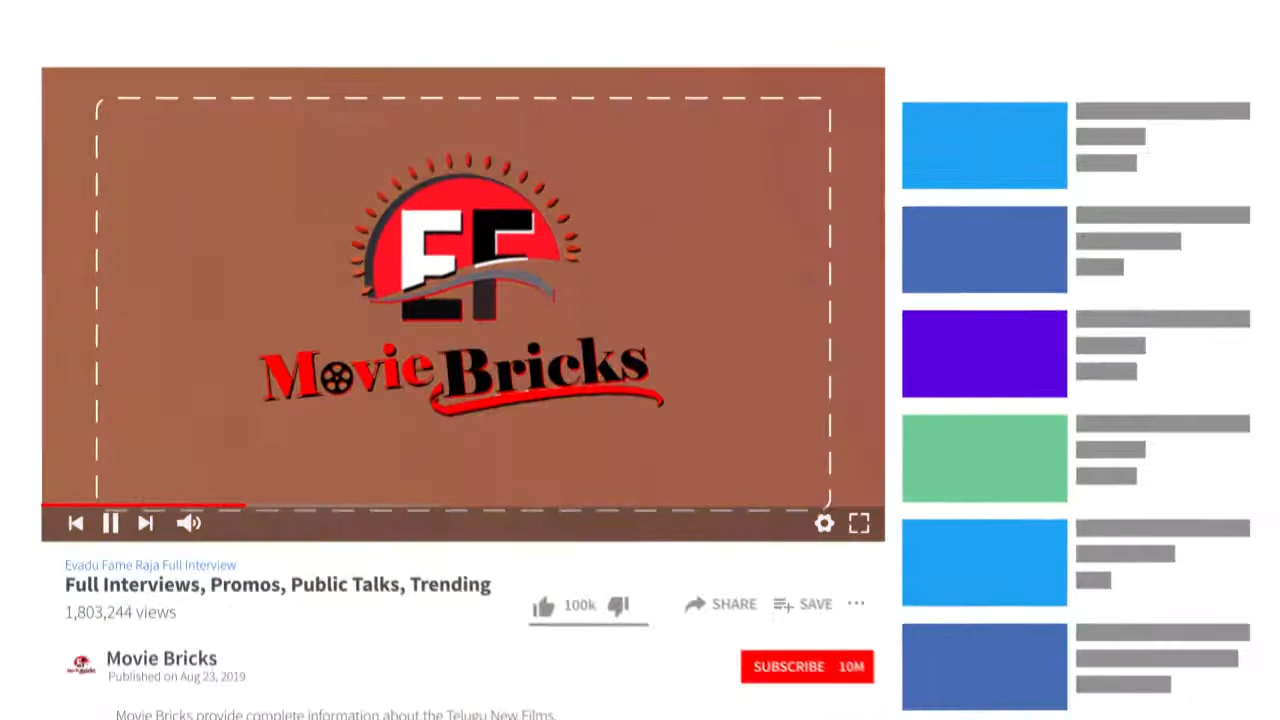 EF
Movie Bricks
Evadu Fame Raja Full Interview
Full Interviews, Promos, Public Talks, Trending
1,803,244 views
100k
SHARE
SAVE
Movie Bricks
Published on Aug 23, 2019
SUBSCRIBE 10M
Movie Bricks provide complete information about the Telugu New Films.